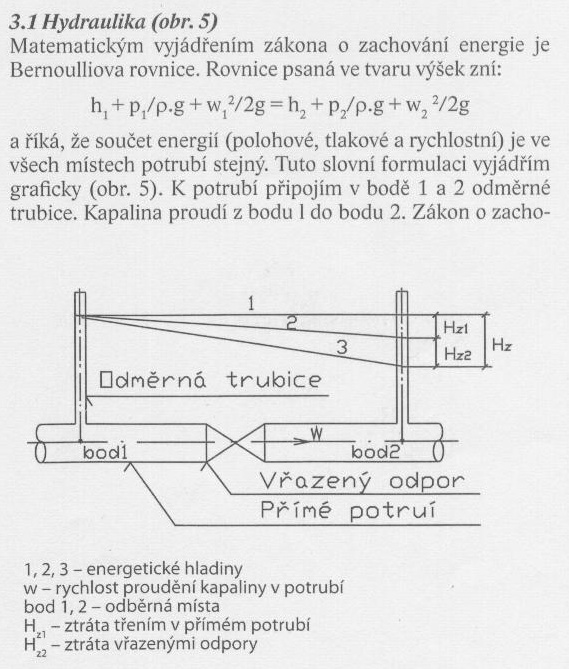 3.1 Hydraulika (obr. 5)
Matematickým vyjádřením zákona o zachování energie je
Bernoulliova rovnice. Rovnice psaná ve tvaru výšek zní:
h₁ + p₁/ρ.g + w₁²/2g = h₂ + p₂/ρ.g + w₂ ²/2g
a říká, že součet energií (polohové, tlakové a rychlostní) je ve
všech místech potrubí stejný. Tuto slovní formulaci vyjádřím
graficky (obr. 5). K potrubí připojím v bodě 1 a 2 odměrné
trubice. Kapalina proudí z bodu l do bodu 2. Zákon o zacho-
1
2
3
Hz1
Hz2
Hz
Odměrná trubice
bod1
w
bod2
Vřazený odpor
Přímé potruí
1, 2, 3 – energetické hladiny
w – rychlost proudění kapaliny v potrubí
bod 1, 2 – odběrná místa
Hz1 – ztráta třením v přímém potrubí
Hz2 – ztráta vřazenými odpory